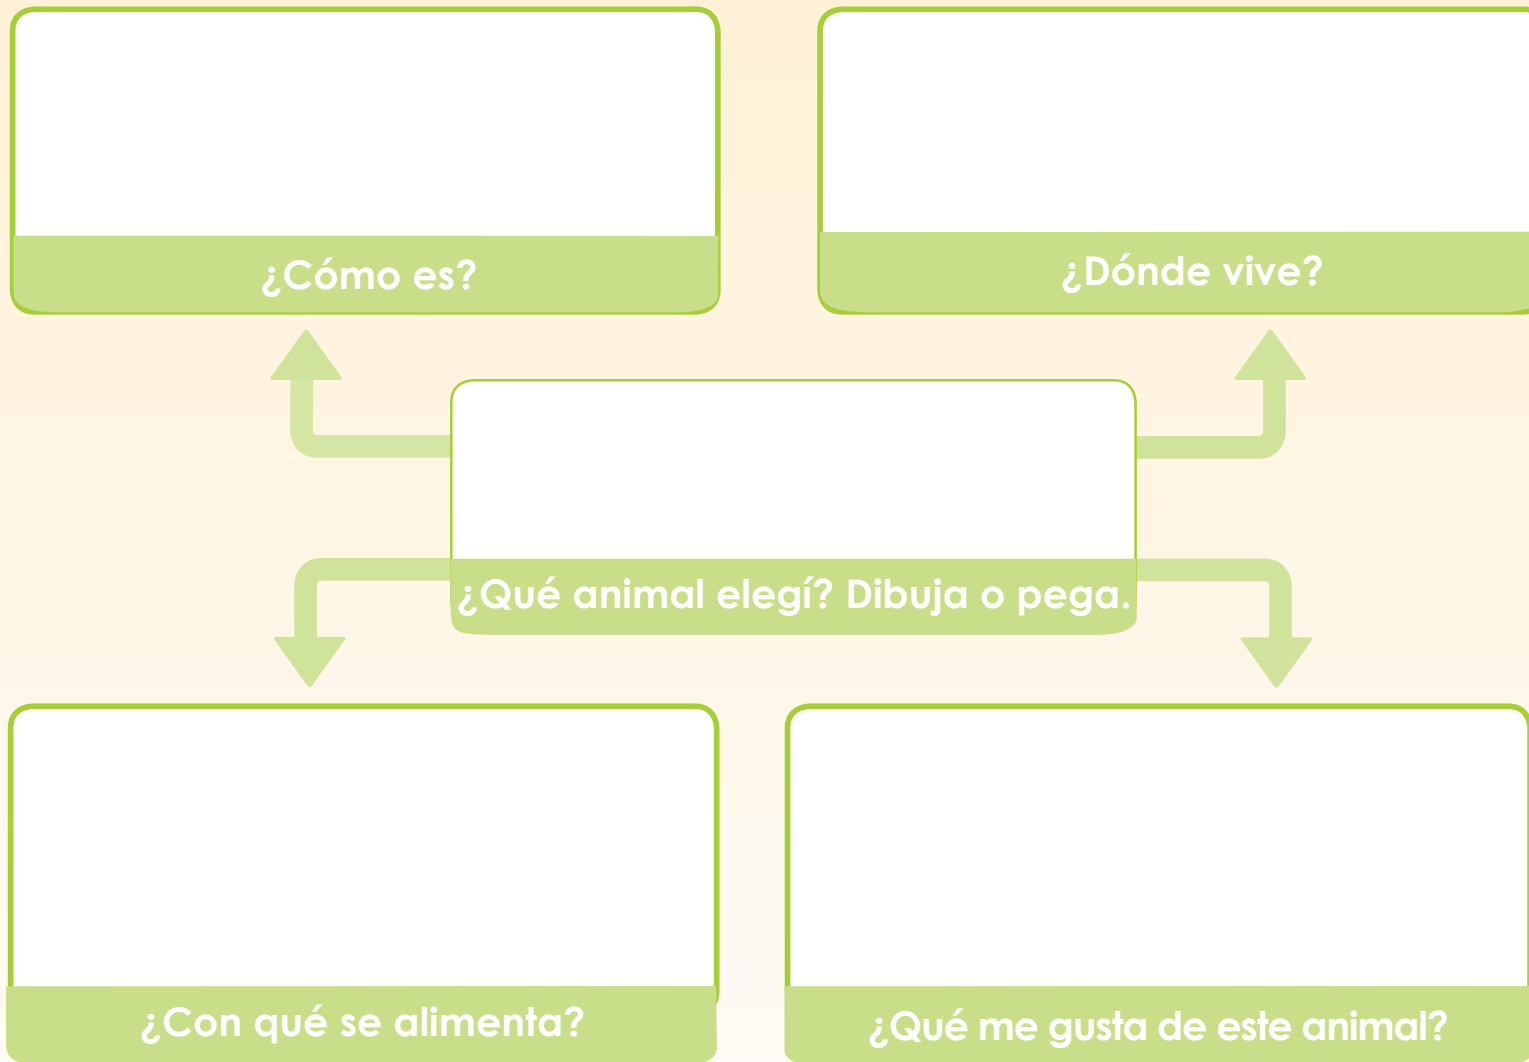 ¿Cómo es?
¿Dónde vive?
¿Qué animal elegí? Dibuja o pega.
¿Con qué se alimenta?
¿Qué me gusta de este animal?